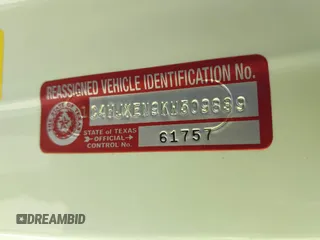 REASSIGNED VEHICLE IDENTIFICATION No.
STATE of TEXAS
OFFICIAL
CONTROL No.
61757
DREAMBID